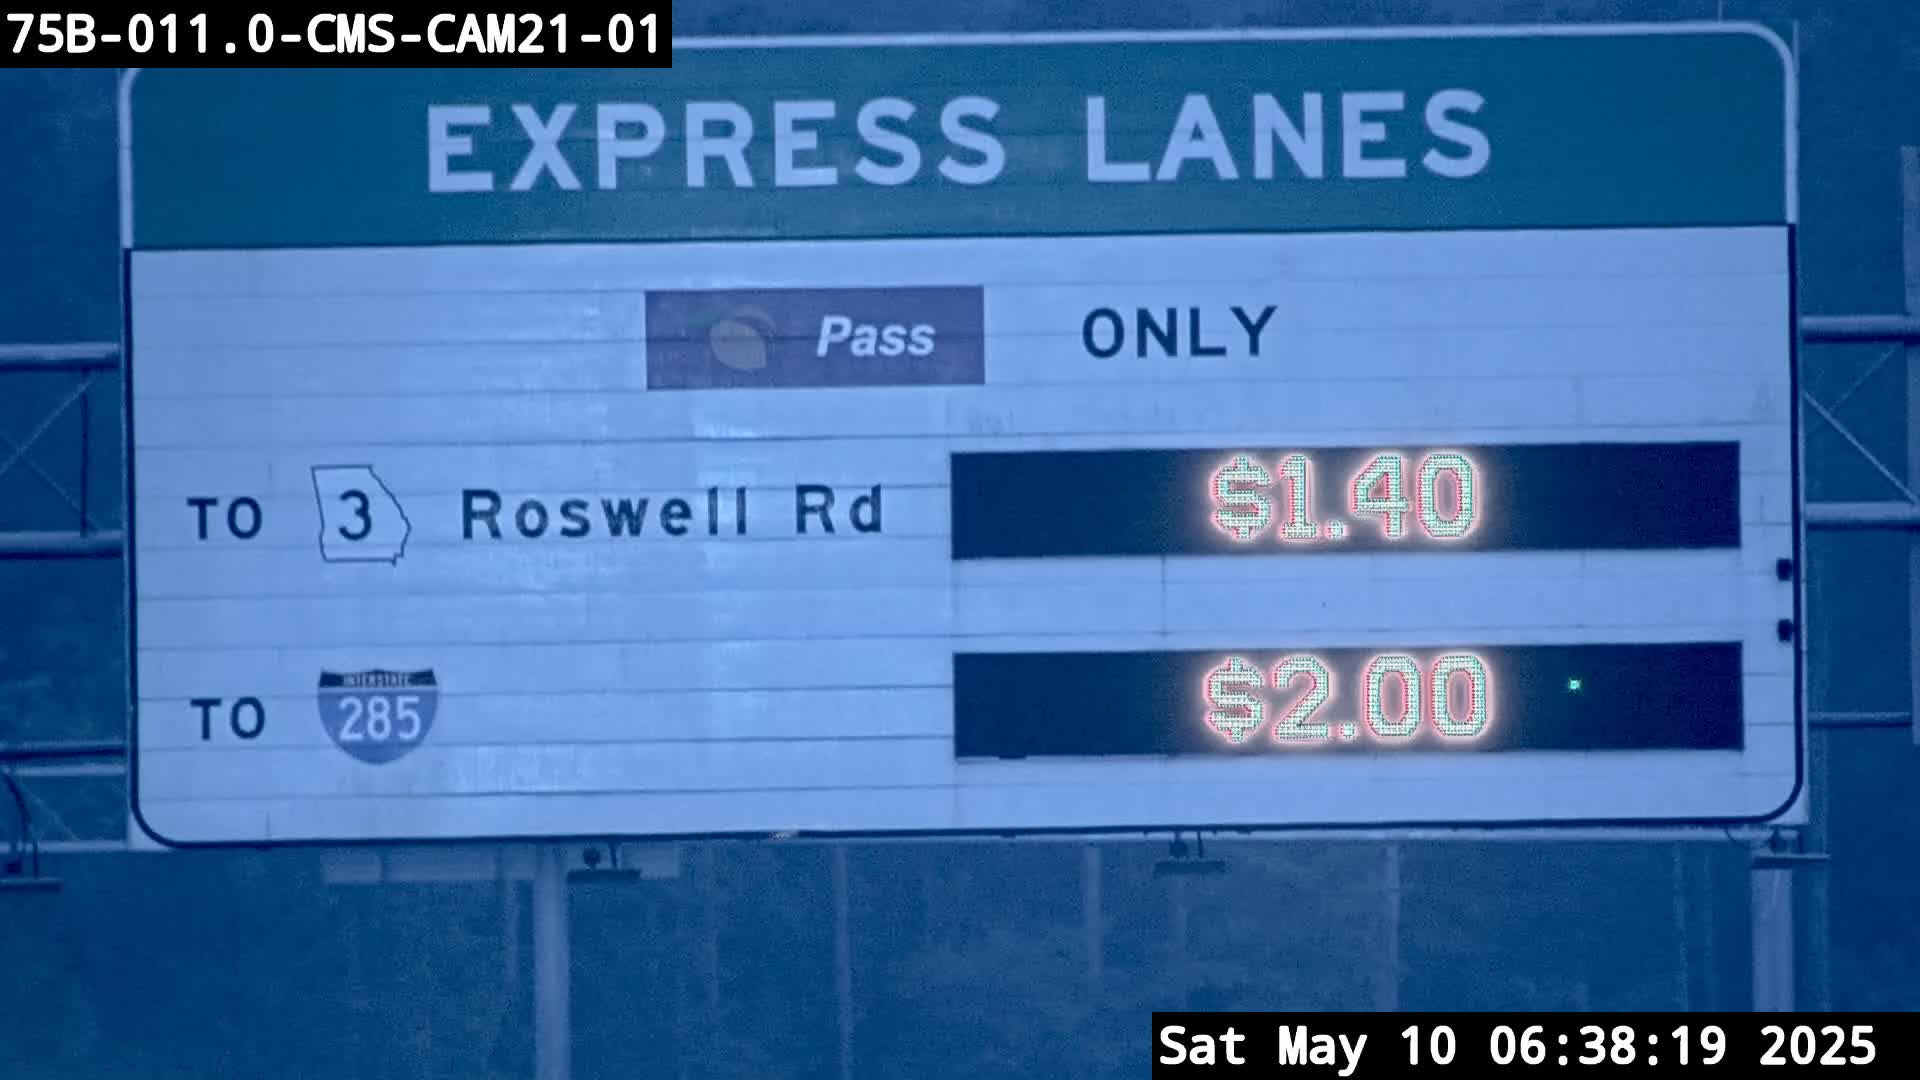 75B-011.0-CMS-CAM21-01
EXPRESS LANES
Pass ONLY
TO 3 Roswell Rd $1.40
INTERSTATE
TO 285 $2.00
Sat May 10 06:38:19 2025